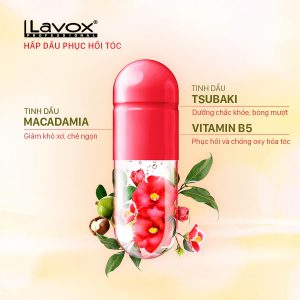 Lavox®
PROFESSIONAL
HẤP DẦU PHỤC HỒI TÓC
TINH DẦU
TSUBAKI
Dưỡng chắc khỏe, bóng mượt
TINH DẦU
MACADAMIA
Giảm khô xơ, chẻ ngọn
VITAMIN B5
Phục hồi và chống oxy hóa tóc